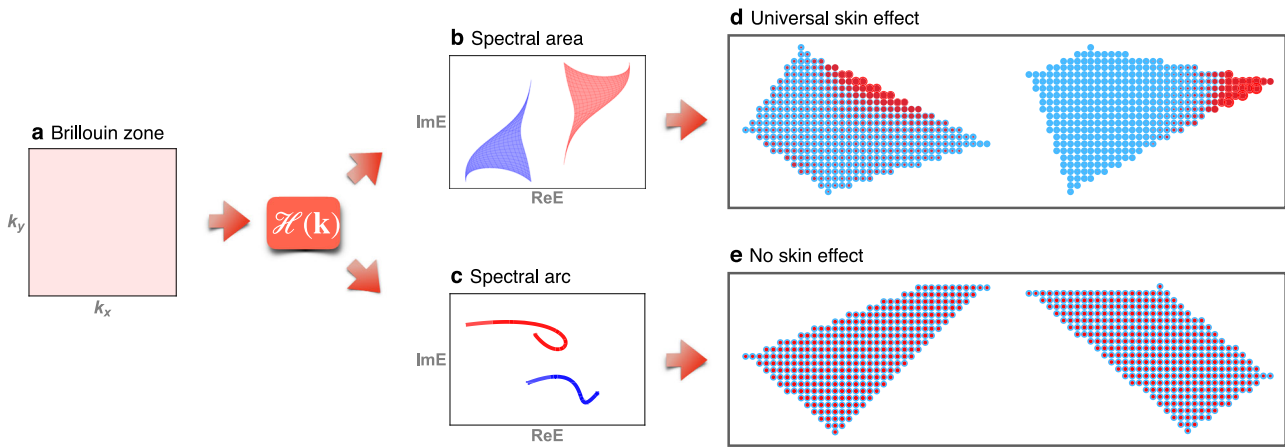 a Brillouin zone
k_y
k_x
ℋ(k)
b Spectral area
ImE
ReE
c Spectral arc
ImE
ReE
d Universal skin effect
e No skin effect